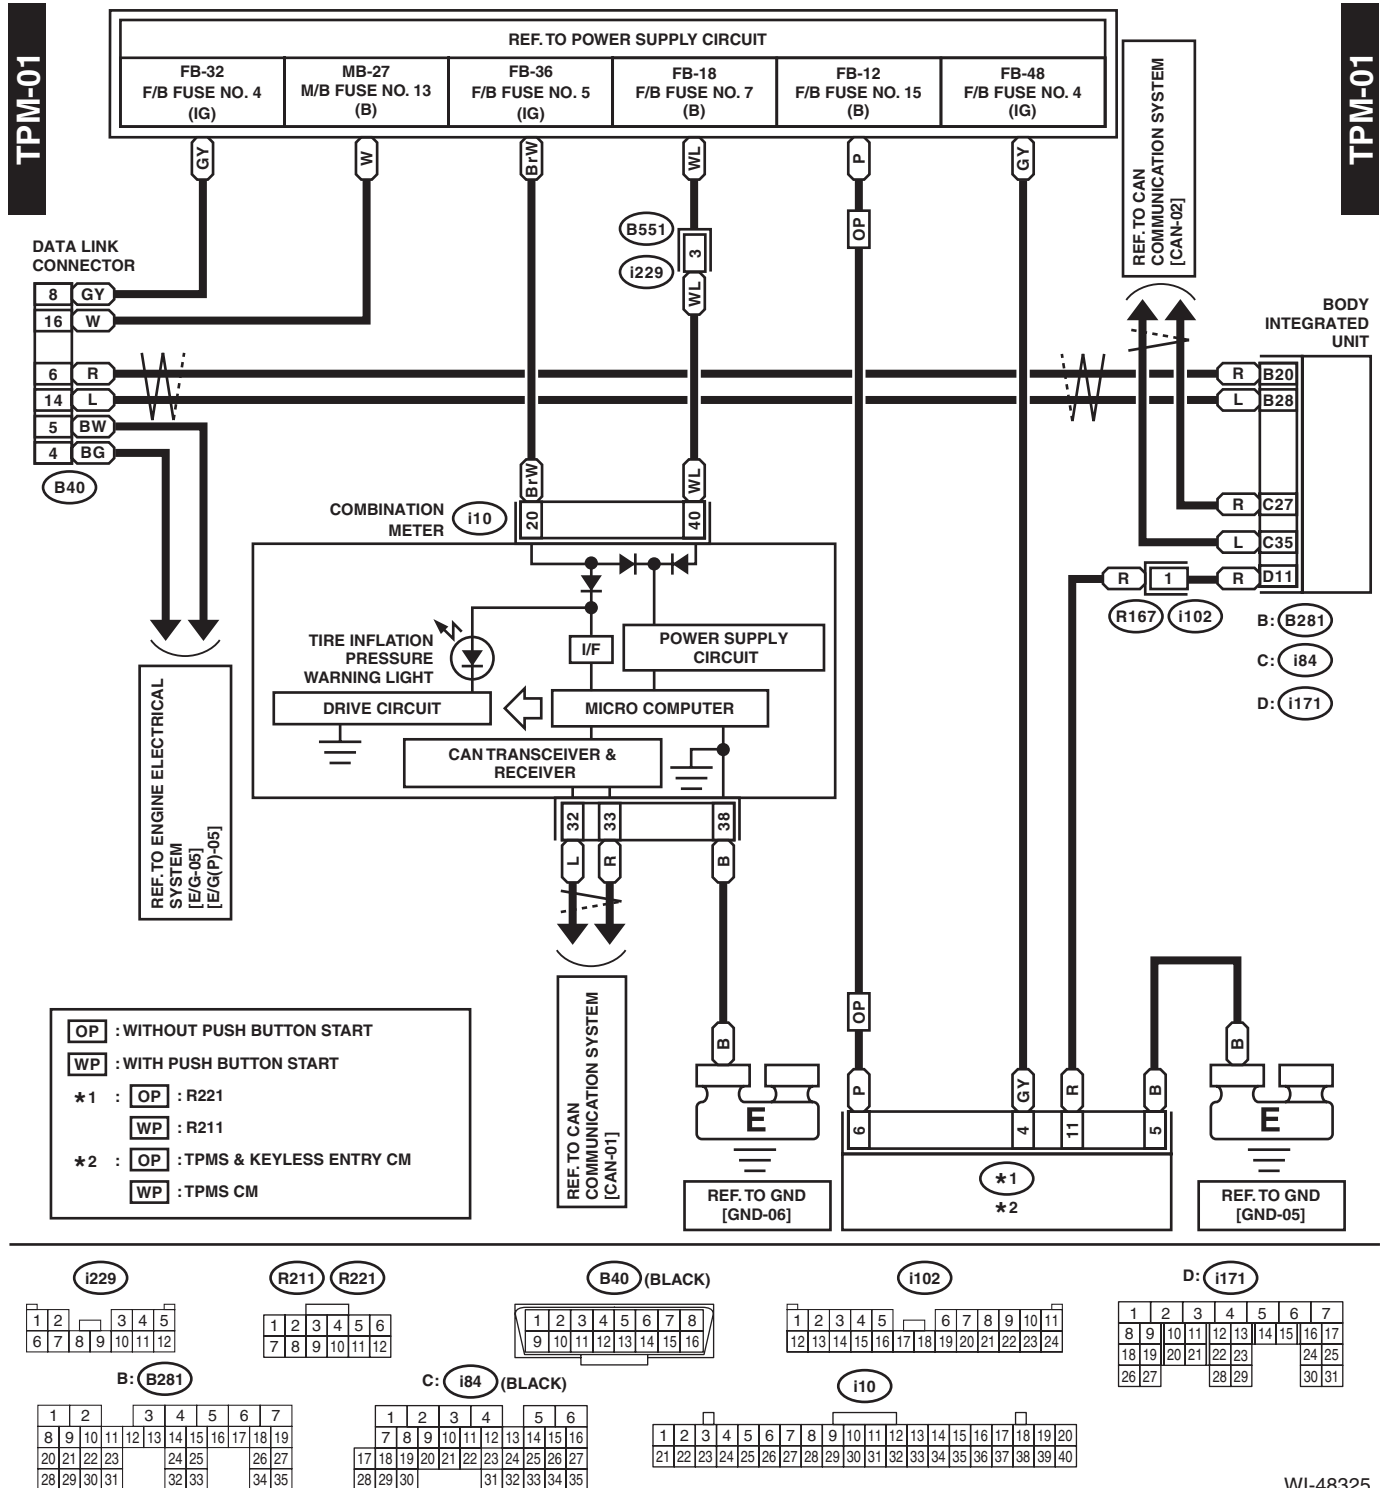 TPM-01
TPM-01
REF. TO POWER SUPPLY CIRCUIT
FB-32
F/B FUSE NO. 4
(IG)
MB-27
M/B FUSE NO. 13
(B)
FB-36
F/B FUSE NO. 5
(IG)
FB-18
F/B FUSE NO. 7
(B)
FB-12
F/B FUSE NO. 15
(B)
FB-48
F/B FUSE NO. 4
(IG)
GY
W
BrW
WL
P
GY
REF. TO CAN
COMMUNICATION SYSTEM
[CAN-02]
B551
3
i229
WL
OP
DATA LINK
CONNECTOR
8 GY
16 W
6 R
14 L
5 BW
4 BG
B40
BODY
INTEGRATED
UNIT
R B20
L B28
R C27
L C35
R 1 R D11
R167 i102
B: B281
C: i84
D: i171
BrW
WL
COMBINATION
METER
i10
20
40
TIRE INFLATION
PRESSURE
WARNING LIGHT
I/F
POWER SUPPLY
CIRCUIT
DRIVE CIRCUIT
MICRO COMPUTER
CAN TRANSCEIVER &
RECEIVER
32
33
38
L
R
B
REF. TO ENGINE ELECTRICAL
SYSTEM
[E/G-05]
[E/G(P)-05]
REF. TO CAN
COMMUNICATION SYSTEM
[CAN-01]
OP : WITHOUT PUSH BUTTON START
WP : WITH PUSH BUTTON START
*1 : OP : R221
WP : R211
*2 : OP : TPMS & KEYLESS ENTRY CM
WP : TPMS CM
B
E
REF. TO GND
[GND-06]
OP
P
GY
R
B
6
4
11
5
*1
*2
B
E
REF. TO GND
[GND-05]
i229
1 2 3 4 5
6 7 8 9 10 11 12
R211 R221
1 2 3 4 5 6
7 8 9 10 11 12
B40 (BLACK)
1 2 3 4 5 6 7 8
9 10 11 12 13 14 15 16
i102
1 2 3 4 5 6 7 8 9 10 11
12 13 14 15 16 17 18 19 20 21 22 23 24
D: i171
1 2 3 4 5 6 7
8 9 10 11 12 13 14 15 16 17
18 19 20 21 22 23 24 25
26 27 28 29 30 31
B: B281
1 2 3 4 5 6 7
8 9 10 11 12 13 14 15 16 17 18 19
20 21 22 23 24 25 26 27
28 29 30 31 32 33 34 35
C: i84 (BLACK)
1 2 3 4 5 6
7 8 9 10 11 12 13 14 15 16
17 18 19 20 21 22 23 24 25 26 27
28 29 30 31 32 33 34 35
i10
1 2 3 4 5 6 7 8 9 10 11 12 13 14 15 16 17 18 19 20
21 22 23 24 25 26 27 28 29 30 31 32 33 34 35 36 37 38 39 40
WI-48325